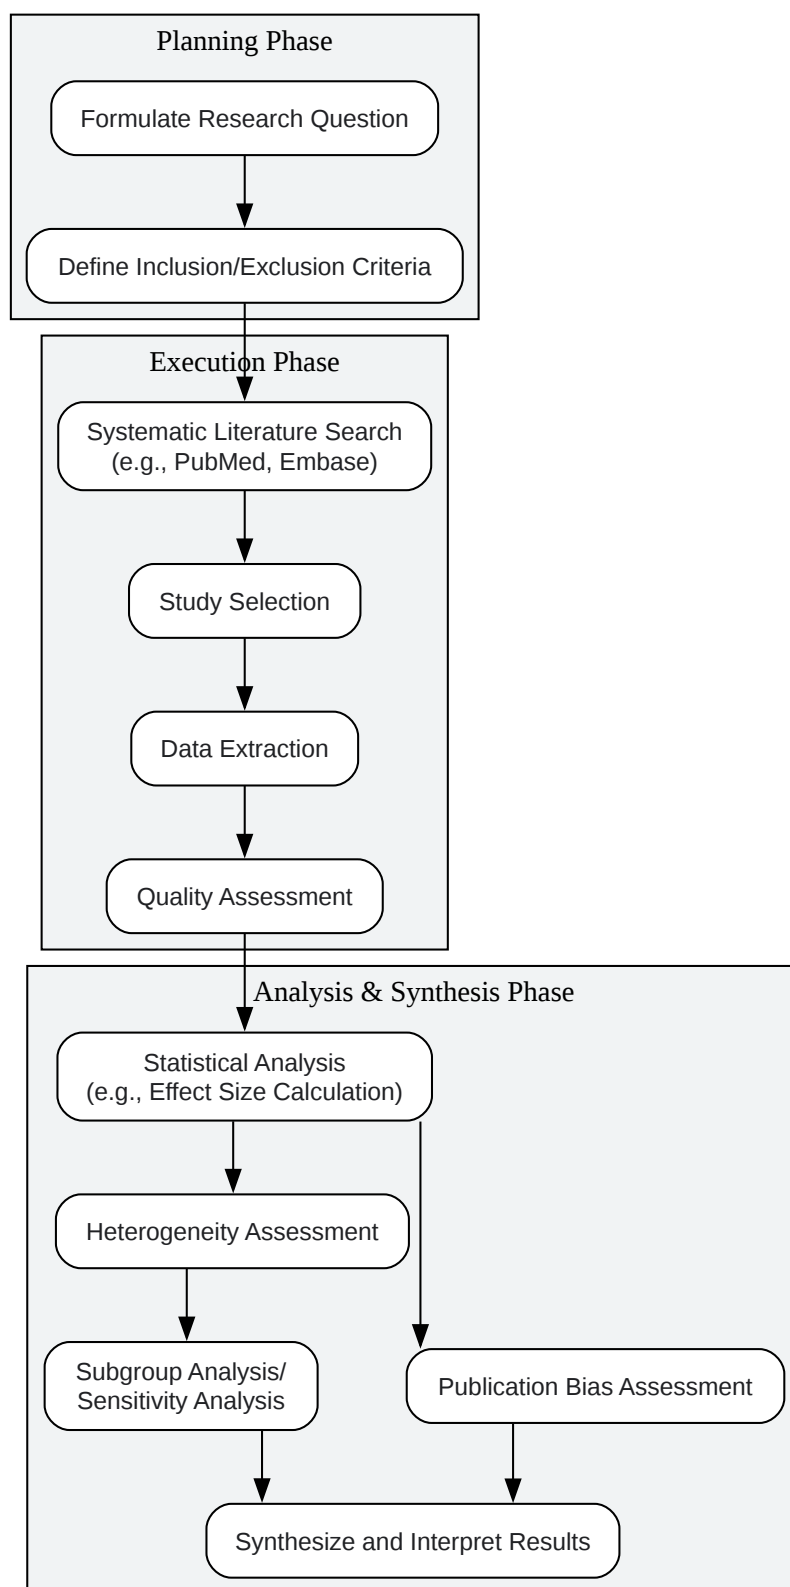 Planning Phase
Formulate Research Question
Define Inclusion/Exclusion Criteria
Execution Phase
Systematic Literature Search
(e.g., PubMed, Embase)
Study Selection
Data Extraction
Quality Assessment
Analysis & Synthesis Phase
Statistical Analysis
(e.g., Effect Size Calculation)
Heterogeneity Assessment
Subgroup Analysis/
Sensitivity Analysis
Publication Bias Assessment
Synthesize and Interpret Results